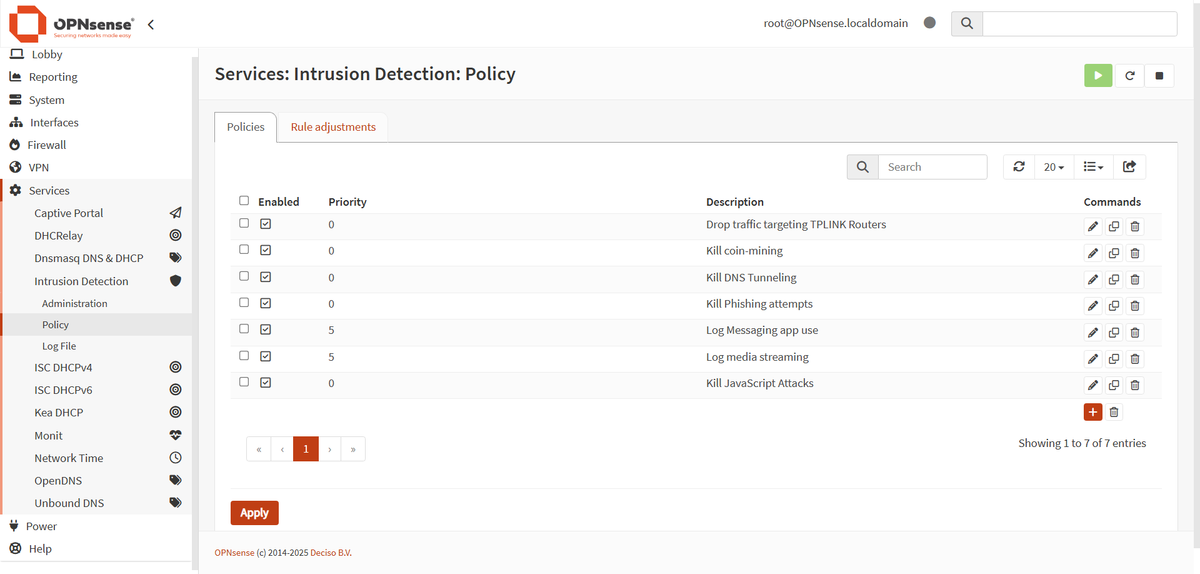 OPNsense®
Securing networks made easy
root@OPNsense.localdomain
Lobby
Reporting
System
Interfaces
Firewall
VPN
Services
Captive Portal
DHCRelay
Dnsmasq DNS & DHCP
Intrusion Detection
Administration
Policy
Log File
ISC DHCPv4
ISC DHCPv6
Kea DHCP
Monit
Network Time
OpenDNS
Unbound DNS
Power
Help
Services: Intrusion Detection: Policy
Policies Rule adjustments
Search 20
Enabled Priority Description Commands
0 Drop traffic targeting TPLINK Routers
0 Kill coin-mining
0 Kill DNS Tunneling
0 Kill Phishing attempts
5 Log Messaging app use
5 Log media streaming
0 Kill JavaScript Attacks
« ‹ 1 › »
Showing 1 to 7 of 7 entries
Apply
OPNsense (c) 2014-2025 Deciso B.V.